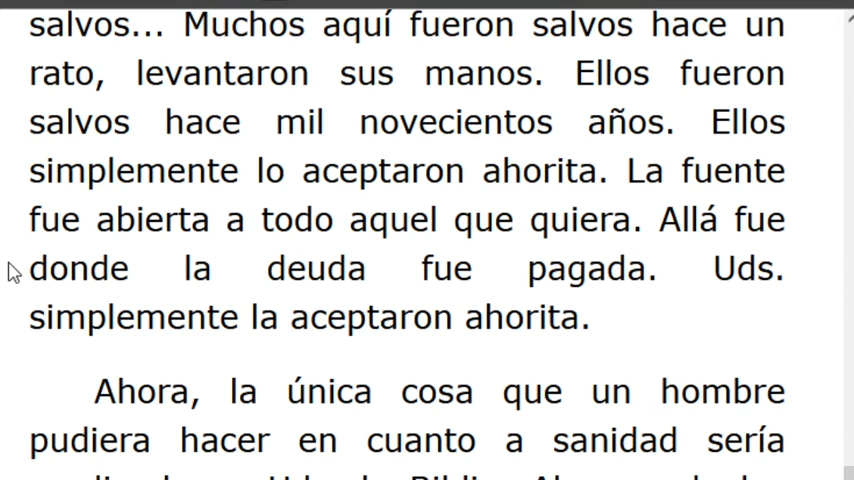 salvos... Muchos aquí fueron salvos hace un
rato, levantaron sus manos. Ellos fueron
salvos hace mil novecientos años. Ellos
simplemente lo aceptaron ahorita. La fuente
fue abierta a todo aquel que quiera. Allá fue
donde la deuda fue pagada. Uds.
simplemente la aceptaron ahorita.
Ahora, la única cosa que un hombre
pudiera hacer en cuanto a sanidad sería